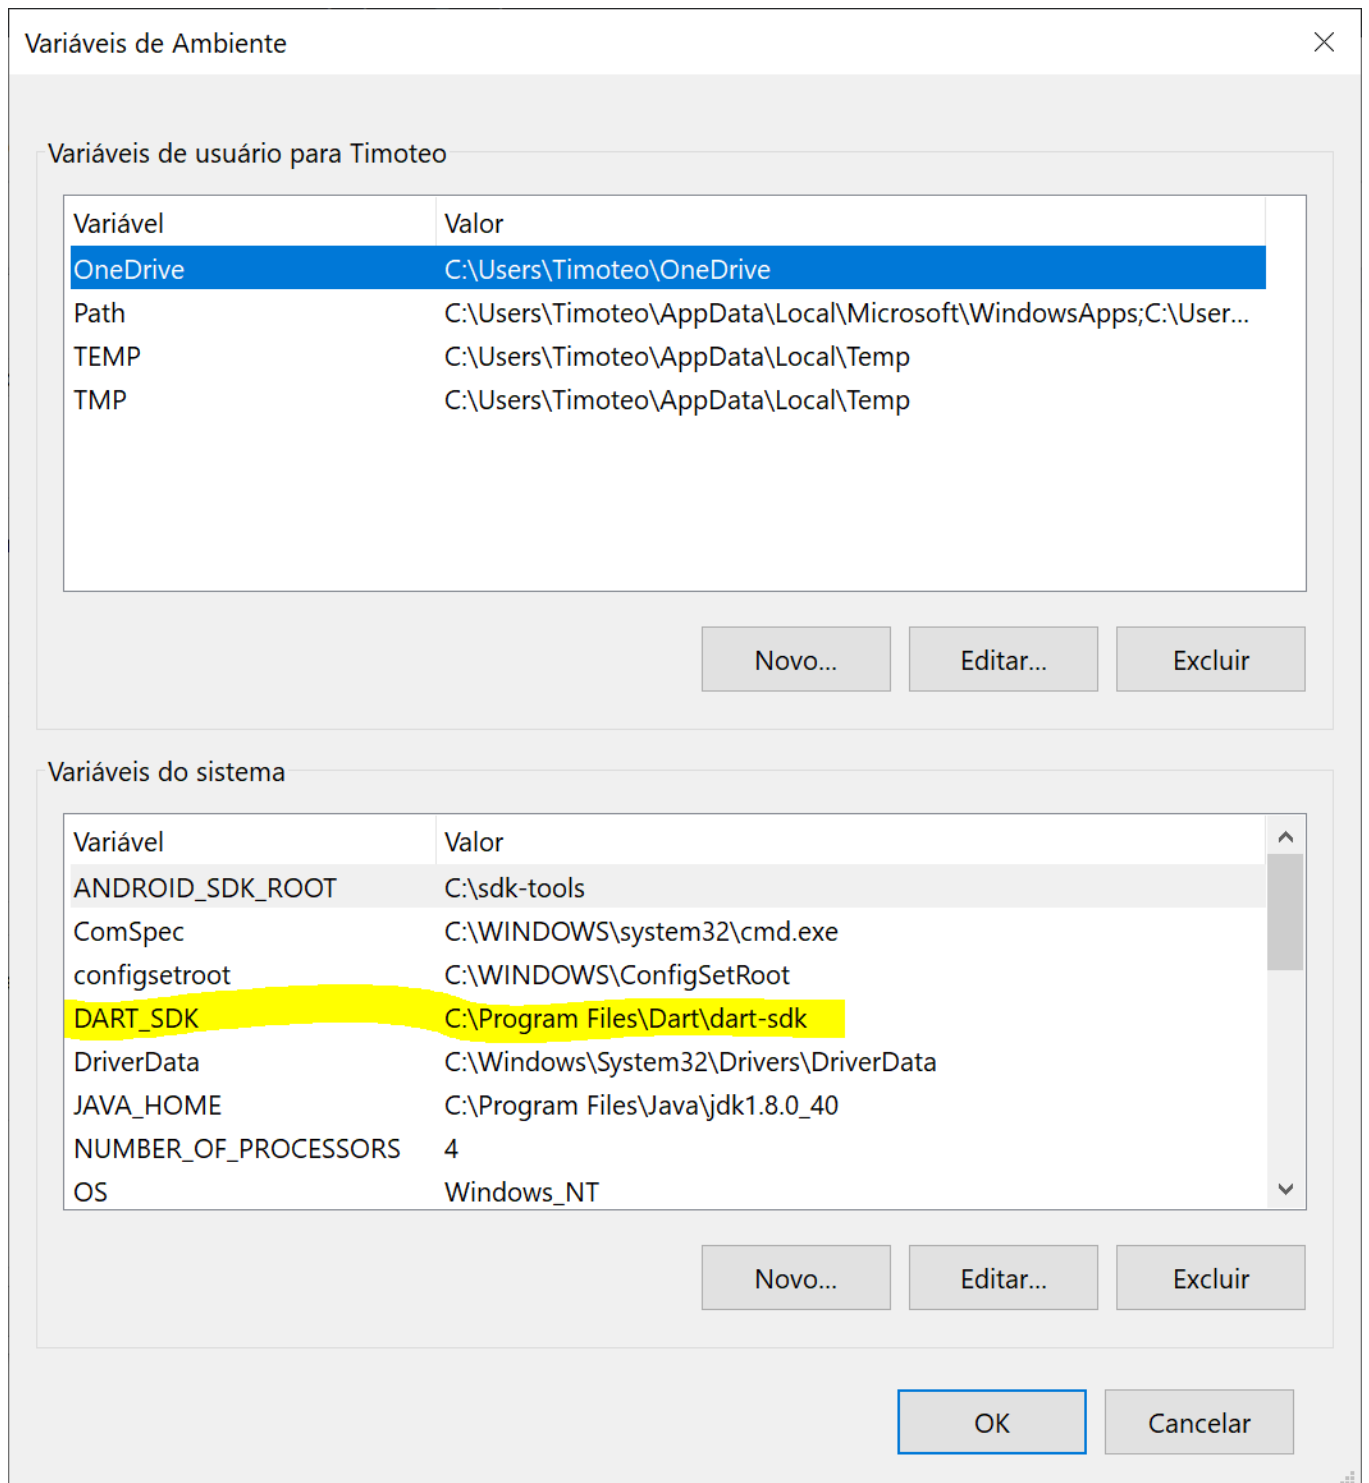 Variáveis de Ambiente
Variáveis de usuário para Timoteo
Variável Valor
OneDrive C:\Users\Timoteo\OneDrive
Path C:\Users\Timoteo\AppData\Local\Microsoft\WindowsApps;C:\User...
TEMP C:\Users\Timoteo\AppData\Local\Temp
TMP C:\Users\Timoteo\AppData\Local\Temp
Novo... Editar... Excluir
Variáveis do sistema
Variável Valor
ANDROID_SDK_ROOT C:\sdk-tools
ComSpec C:\WINDOWS\system32\cmd.exe
configsetroot C:\WINDOWS\ConfigSetRoot
DART_SDK C:\Program Files\Dart\dart-sdk
DriverData C:\Windows\System32\Drivers\DriverData
JAVA_HOME C:\Program Files\Java\jdk1.8.0_40
NUMBER_OF_PROCESSORS 4
OS Windows_NT
Novo... Editar... Excluir
OK Cancelar